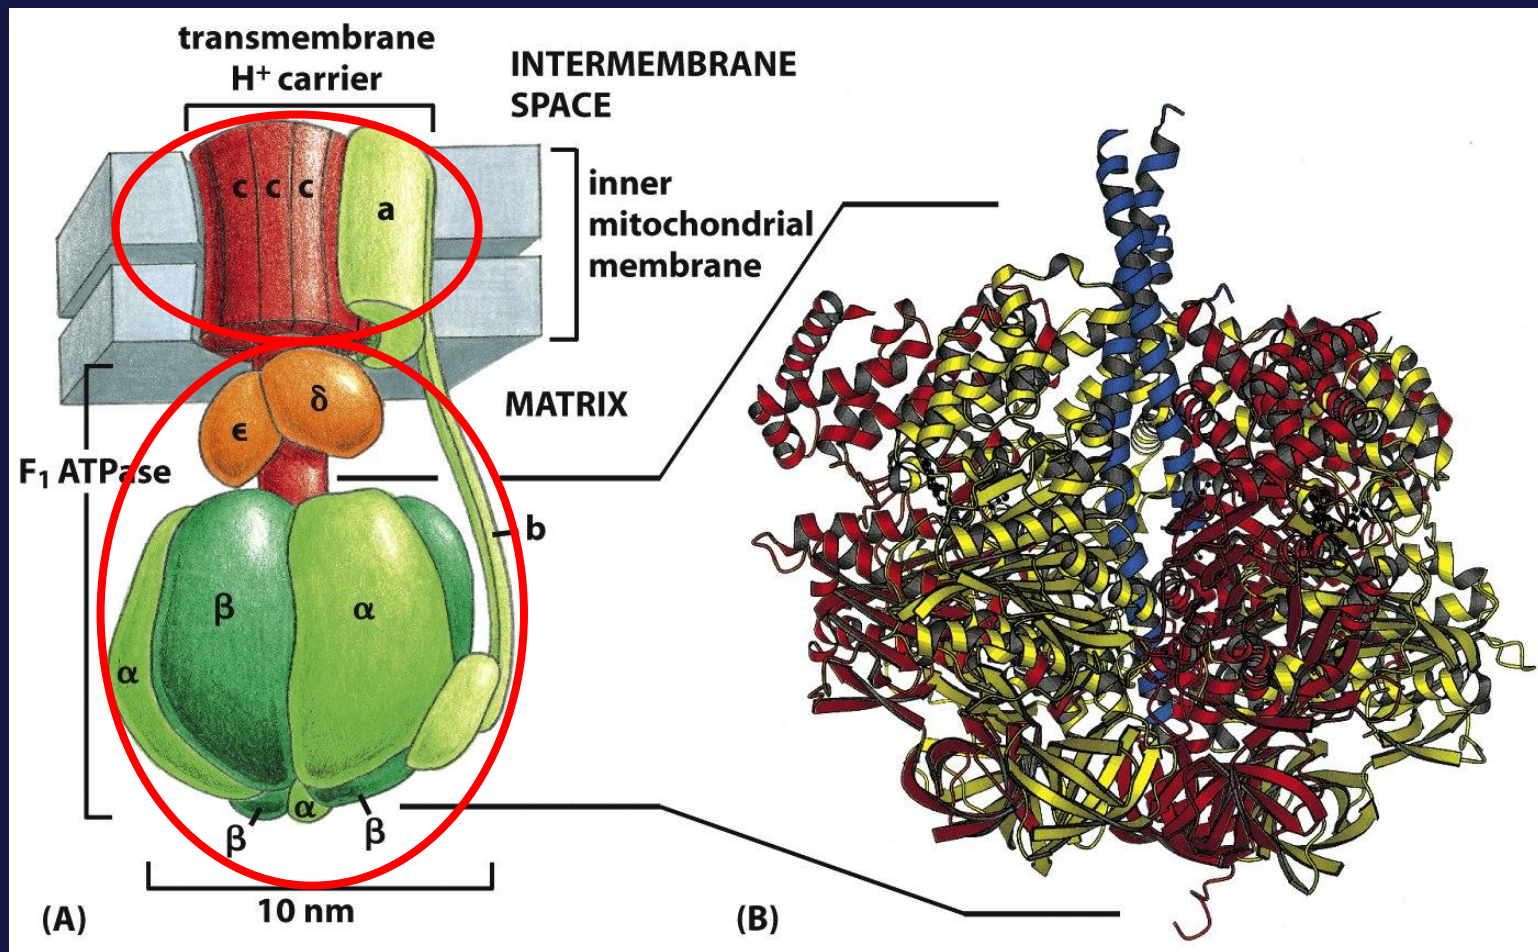 transmembrane
H⁺ carrier
INTERMEMBRANE
SPACE
c c c
a
inner
mitochondrial
membrane
δ
ϵ
MATRIX
F₁ ATPase
b
β
α
α
α
β
β
10 nm
(A)
(B)